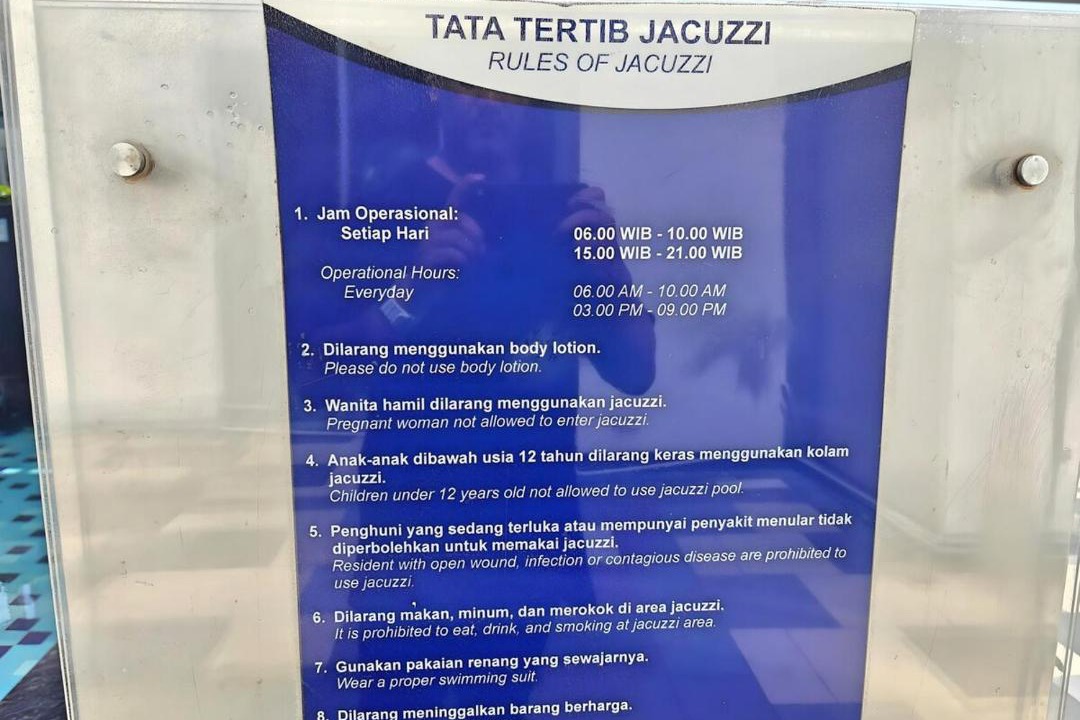 TATA TERTIB JACUZZI
RULES OF JACUZZI
1. Jam Operasional:
Setiap Hari 06.00 WIB - 10.00 WIB
15.00 WIB - 21.00 WIB
Operational Hours:
Everyday 06.00 AM - 10.00 AM
03.00 PM - 09.00 PM
2. Dilarang menggunakan body lotion.
Please do not use body lotion.
3. Wanita hamil dilarang menggunakan jacuzzi.
Pregnant woman not allowed to enter jacuzzi.
4. Anak-anak dibawah usia 12 tahun dilarang keras menggunakan kolam
jacuzzi.
Children under 12 years old not allowed to use jacuzzi pool.
5. Penghuni yang sedang terluka atau mempunyai penyakit menular tidak
diperbolehkan untuk memakai jacuzzi.
Resident with open wound, infection or contagious disease are prohibited to
use jacuzzi.
6. Dilarang makan, minum, dan merokok di area jacuzzi.
It is prohibited to eat, drink, and smoking at jacuzzi area.
7. Gunakan pakaian renang yang sewajarnya.
Wear a proper swimming suit.
8. Dilarang meninggalkan barang berharga.